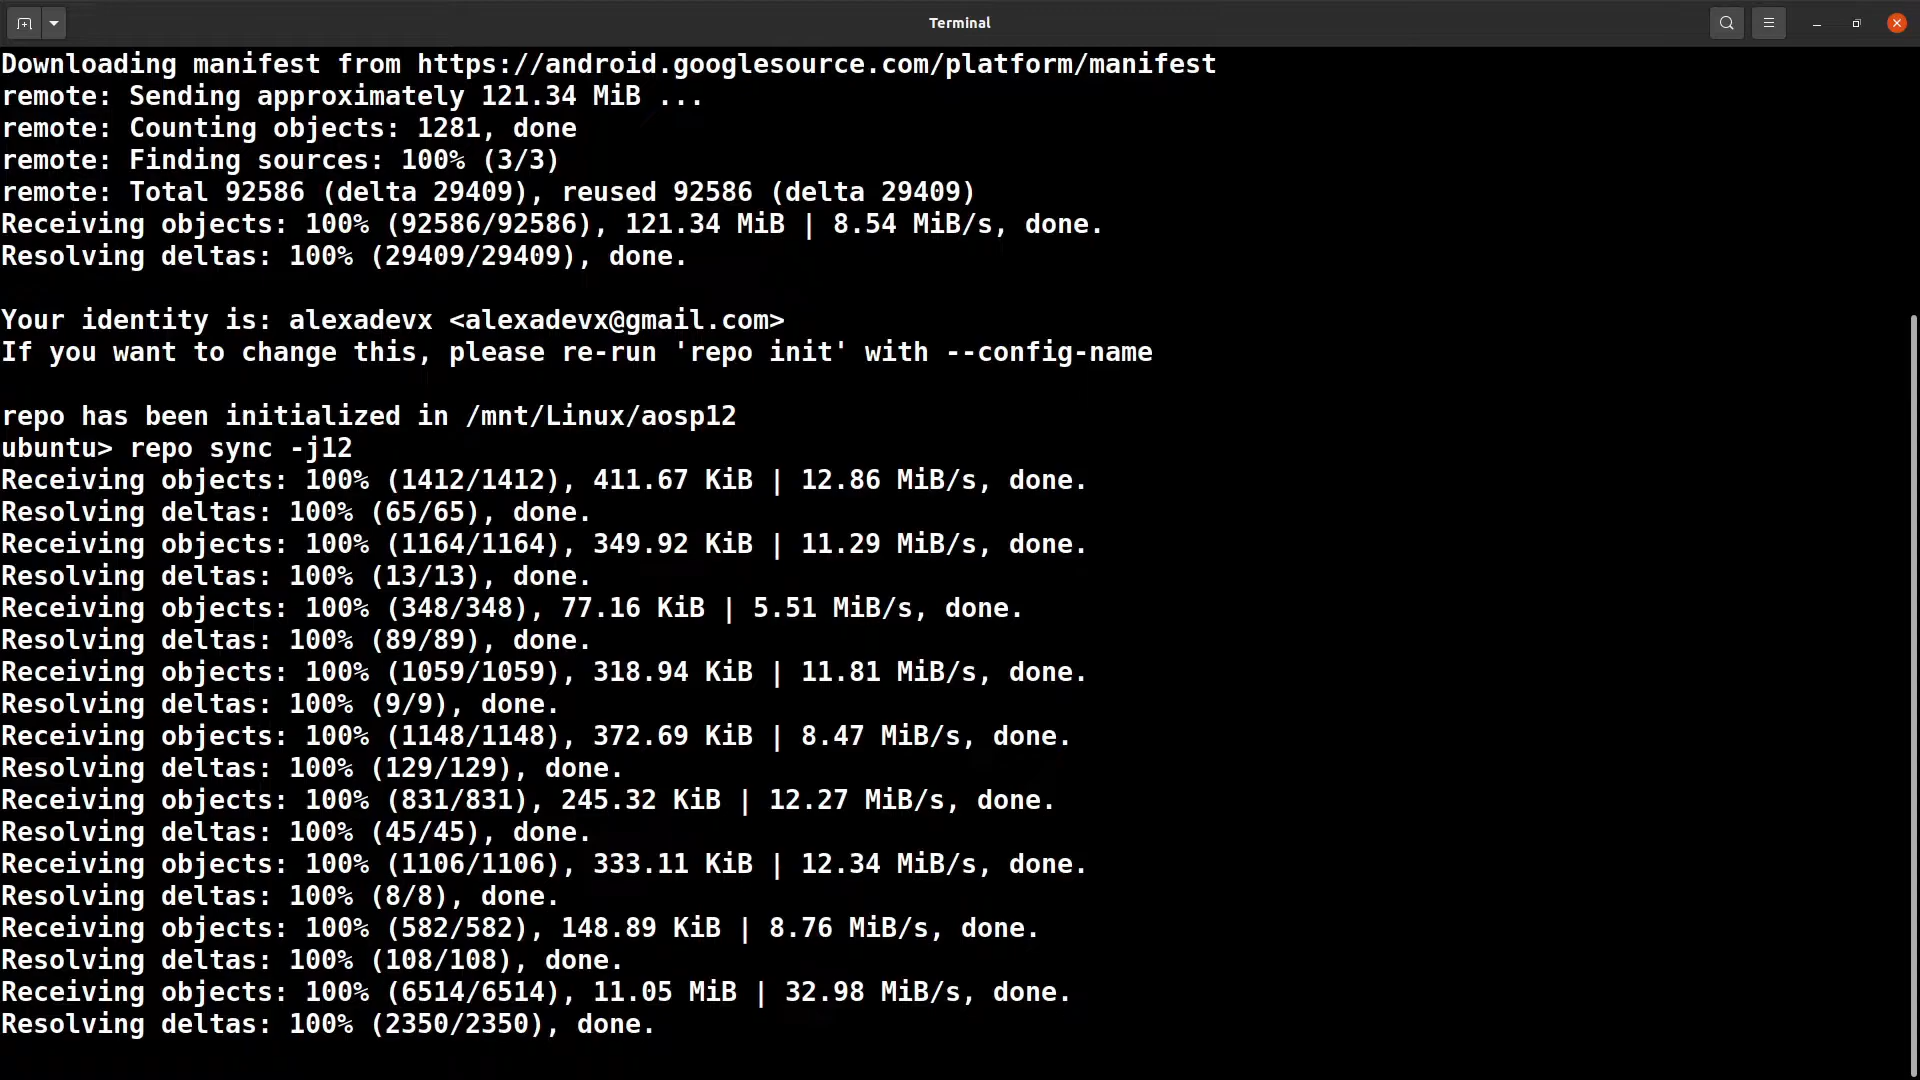 Terminal
Downloading manifest from https://android.googlesource.com/platform/manifest
remote: Sending approximately 121.34 MiB ...
remote: Counting objects: 1281, done
remote: Finding sources: 100% (3/3)
remote: Total 92586 (delta 29409), reused 92586 (delta 29409)
Receiving objects: 100% (92586/92586), 121.34 MiB | 8.54 MiB/s, done.
Resolving deltas: 100% (29409/29409), done.
Your identity is: alexadevx <alexadevx@gmail.com>
If you want to change this, please re-run 'repo init' with --config-name
repo has been initialized in /mnt/Linux/aosp12
ubuntu> repo sync -j12
Receiving objects: 100% (1412/1412), 411.67 KiB | 12.86 MiB/s, done.
Resolving deltas: 100% (65/65), done.
Receiving objects: 100% (1164/1164), 349.92 KiB | 11.29 MiB/s, done.
Resolving deltas: 100% (13/13), done.
Receiving objects: 100% (348/348), 77.16 KiB | 5.51 MiB/s, done.
Resolving deltas: 100% (89/89), done.
Receiving objects: 100% (1059/1059), 318.94 KiB | 11.81 MiB/s, done.
Resolving deltas: 100% (9/9), done.
Receiving objects: 100% (1148/1148), 372.69 KiB | 8.47 MiB/s, done.
Resolving deltas: 100% (129/129), done.
Receiving objects: 100% (831/831), 245.32 KiB | 12.27 MiB/s, done.
Resolving deltas: 100% (45/45), done.
Receiving objects: 100% (1106/1106), 333.11 KiB | 12.34 MiB/s, done.
Resolving deltas: 100% (8/8), done.
Receiving objects: 100% (582/582), 148.89 KiB | 8.76 MiB/s, done.
Resolving deltas: 100% (108/108), done.
Receiving objects: 100% (6514/6514), 11.05 MiB | 32.98 MiB/s, done.
Resolving deltas: 100% (2350/2350), done.